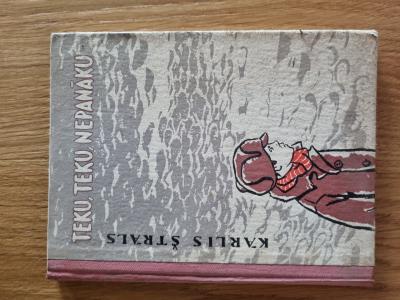 TEKU, TEKU, NEPANĀKU
KĀRLIS ŠTRĀLS